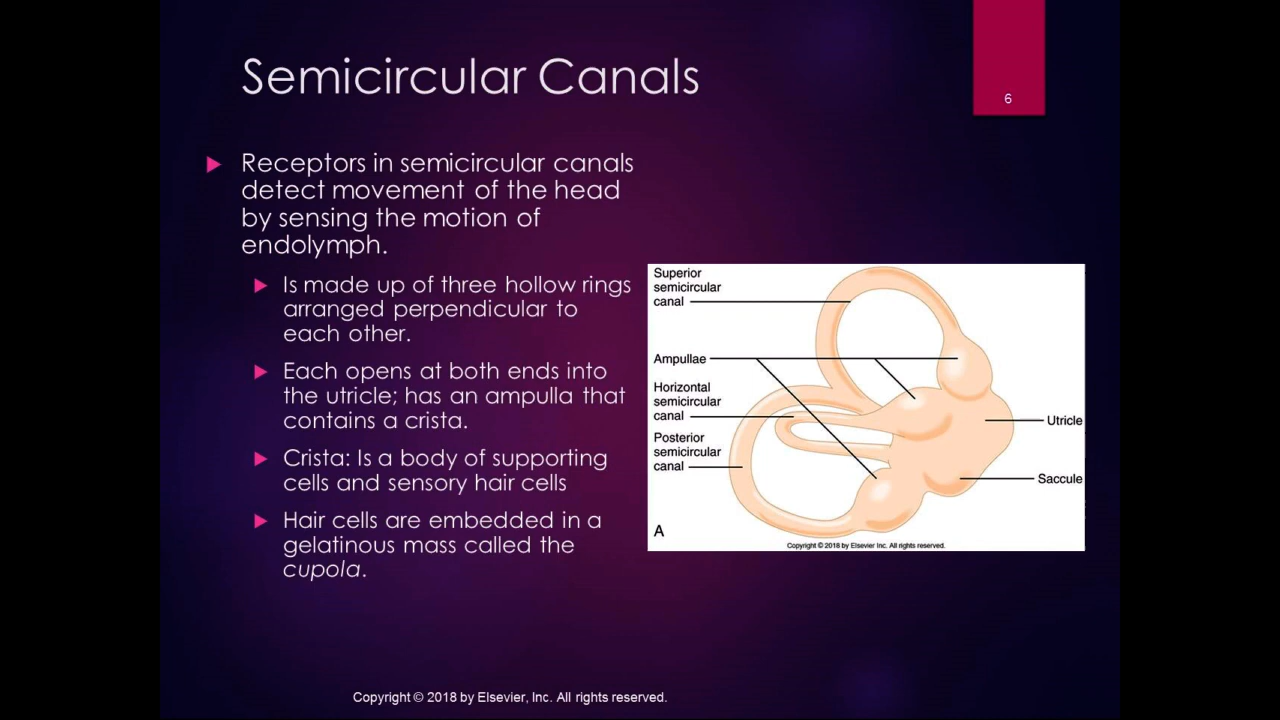 Semicircular Canals
6
Receptors in semicircular canals
detect movement of the head
by sensing the motion of
endolymph.
Is made up of three hollow rings
arranged perpendicular to
each other.
Each opens at both ends into
the utricle; has an ampulla that
contains a crista.
Crista: Is a body of supporting
cells and sensory hair cells
Hair cells are embedded in a
gelatinous mass called the
cupola.
Superior
semicircular
canal
Ampullae
Horizontal
semicircular
canal
Posterior
semicircular
canal
Utricle
Saccule
A
Copyright © 2018 by Elsevier Inc. All rights reserved.
Copyright © 2018 by Elsevier, Inc. All rights reserved.